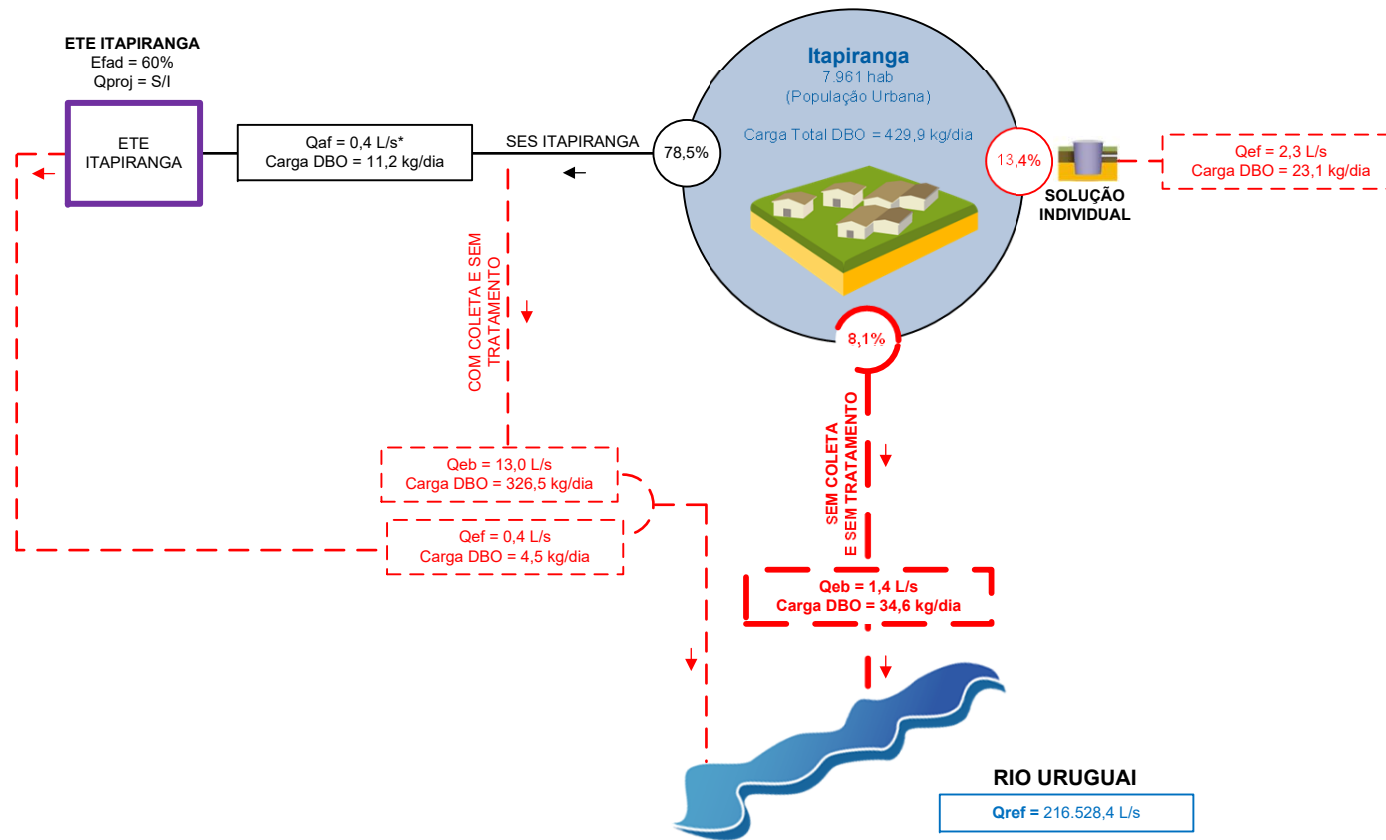 ETE ITAPIRANGA
Efad = 60%
Qproj = S/I
ETE
ITAPIRANGA
Qaf = 0,4 L/s*
Carga DBO = 11,2 kg/dia
SES ITAPIRANGA
78,5%
Itapiranga
7.961 hab
(População Urbana)
Carga Total DBO = 429,9 kg/dia
13,4%
SOLUÇÃO
INDIVIDUAL
Qef = 2,3 L/s
Carga DBO = 23,1 kg/dia
8,1%
COM COLETA E SEM
TRATAMENTO
SEM COLETA
E SEM TRATAMENTO
Qeb = 13,0 L/s
Carga DBO = 326,5 kg/dia
Qef = 0,4 L/s
Carga DBO = 4,5 kg/dia
Qeb = 1,4 L/s
Carga DBO = 34,6 kg/dia
RIO URUGUAI
Qref = 216.528,4 L/s